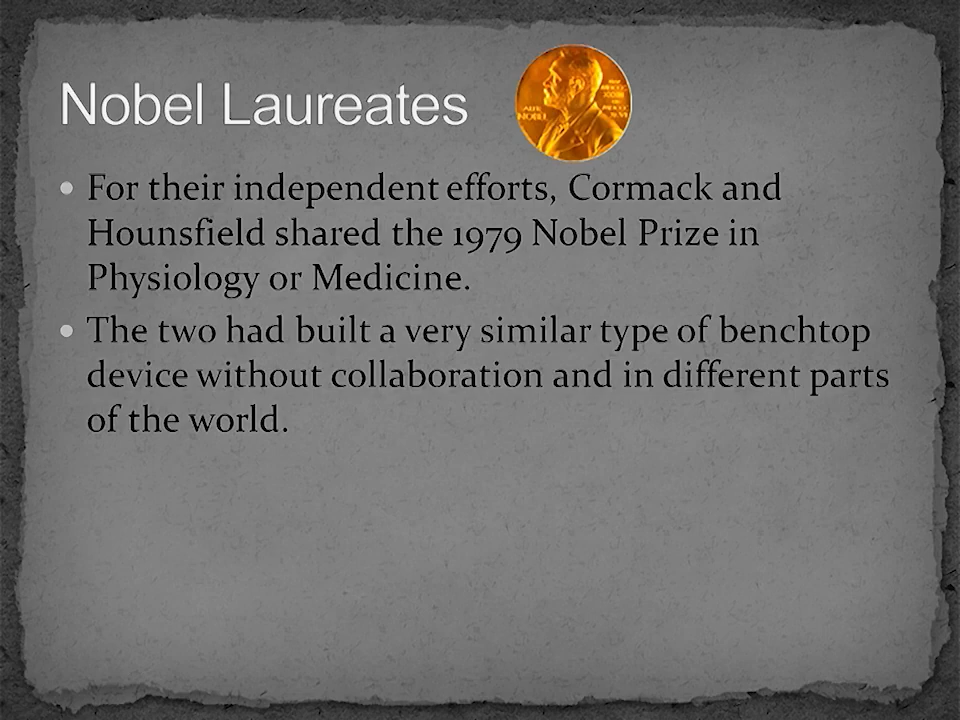 Nobel Laureates
• For their independent efforts, Cormack and
Hounsfield shared the 1979 Nobel Prize in
Physiology or Medicine.
• The two had built a very similar type of benchtop
device without collaboration and in different parts
of the world.